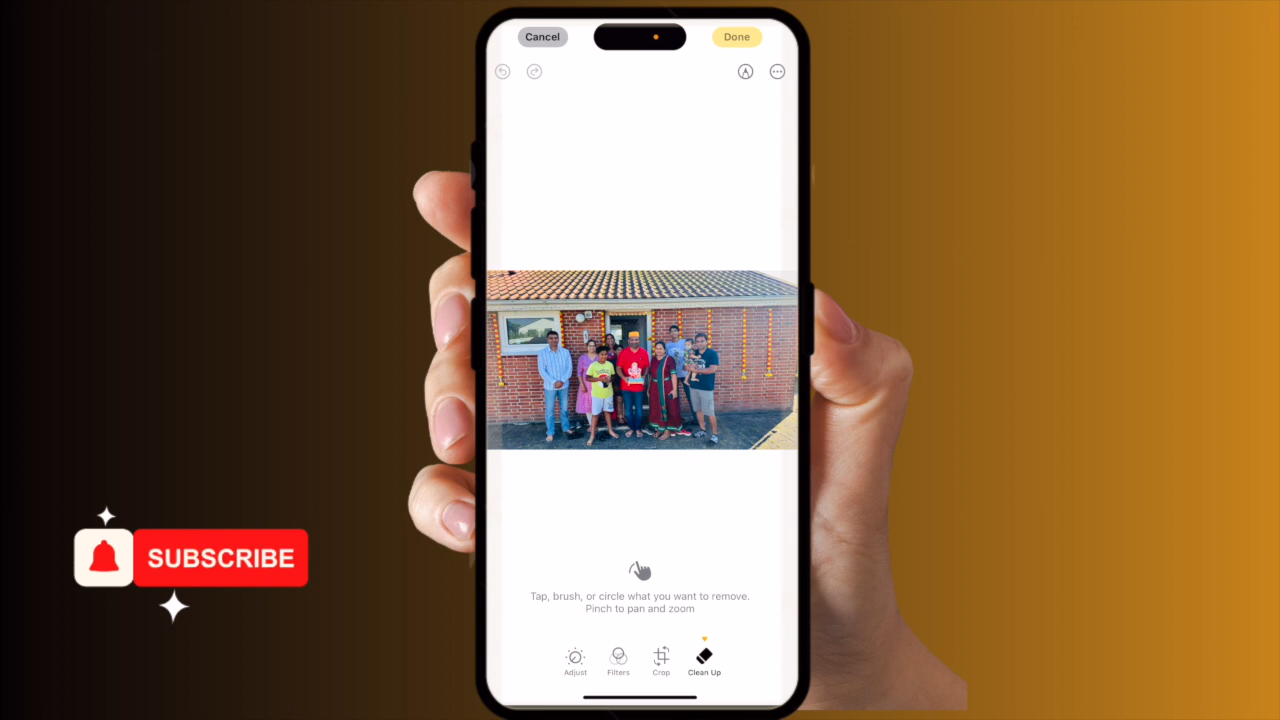 Cancel
Done
Tap, brush, or circle what you want to remove.
Pinch to pan and zoom
Adjust
Filters
Crop
Clean Up
SUBSCRIBE